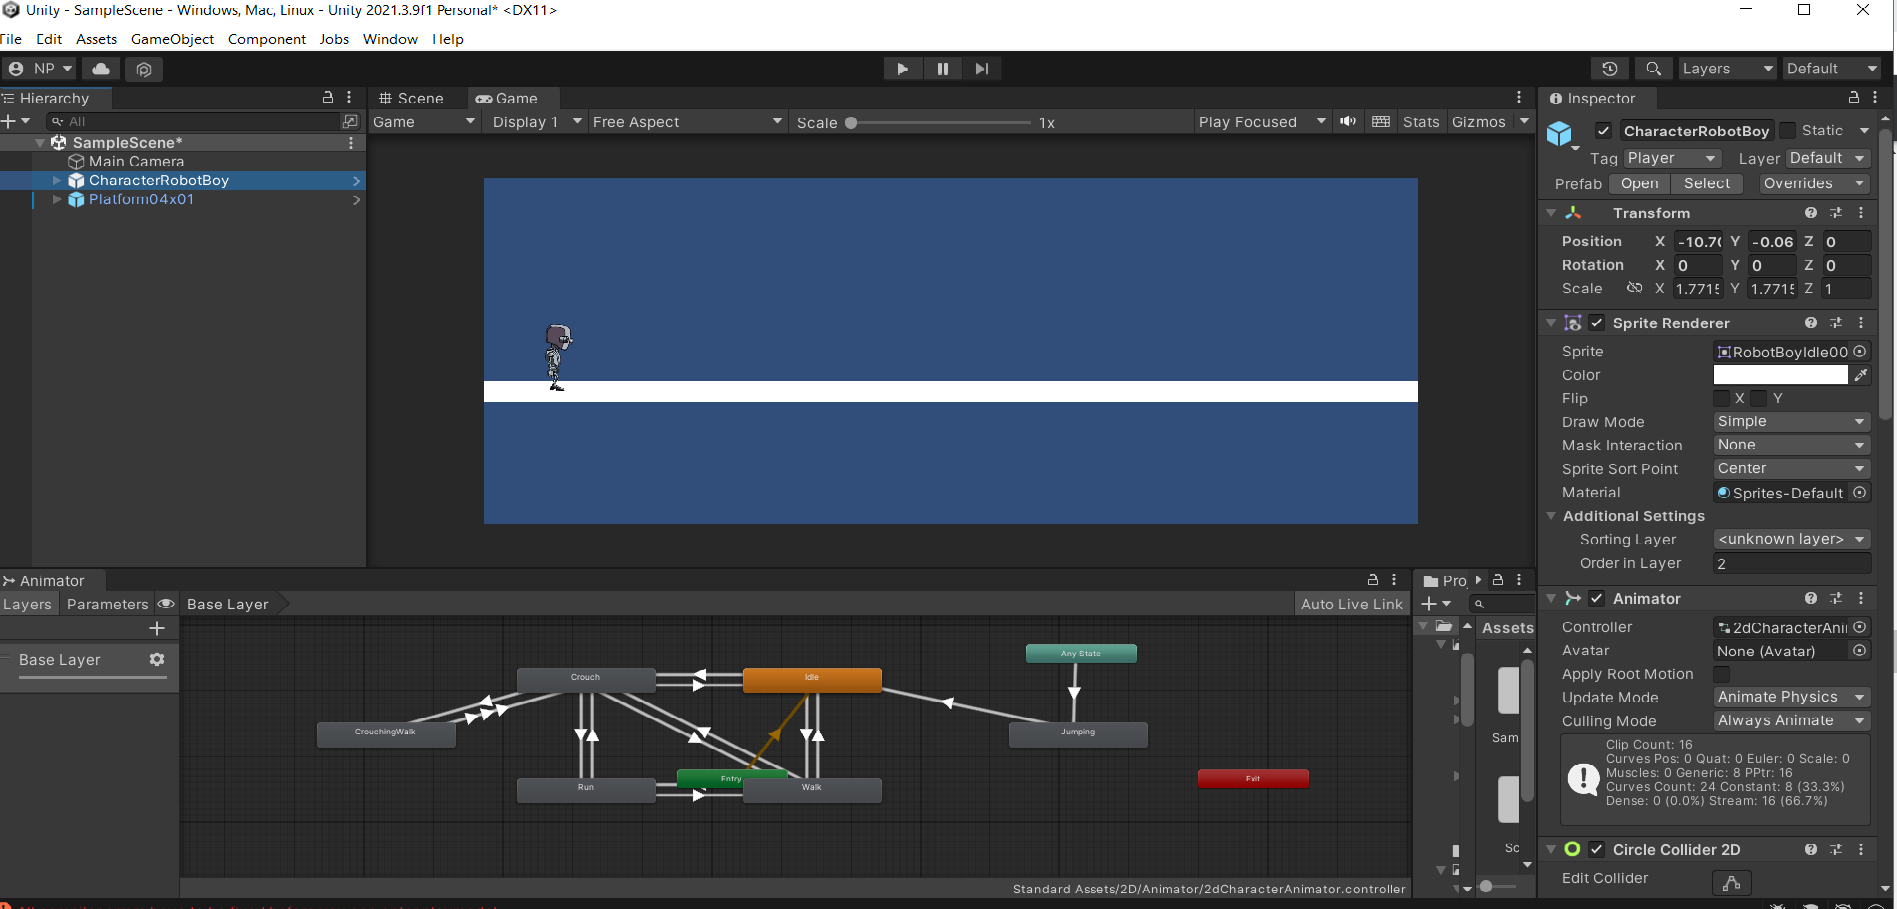 Unity - SampleScene - Windows, Mac, Linux - Unity 2021.3.9f1 Personal* <DX11>
File Edit Assets GameObject Component Jobs Window Help
NP
Layers
Default
Hierarchy
All
SampleScene*
Main Camera
CharacterRobotBoy
Platform04x01
Scene
Game
Game
Display 1
Free Aspect
Scale
1x
Play Focused
Stats
Gizmos
Inspector
CharacterRobotBoy
Static
Tag Player
Layer Default
Prefab Open Select Overrides
Transform
Position X -10.70 Y -0.06 Z 0
Rotation X 0 Y 0 Z 0
Scale X 1.7715 Y 1.7715 Z 1
Sprite Renderer
Sprite RobotBoyIdle00
Color
Flip X Y
Draw Mode Simple
Mask Interaction None
Sprite Sort Point Center
Material Sprites-Default
Additional Settings
Sorting Layer <unknown layer>
Order in Layer 2
Animator
Controller 2dCharacterAni
Avatar None (Avatar)
Apply Root Motion
Update Mode Animate Physics
Culling Mode Always Animate
Clip Count: 16
Curves Pos: 0 Quat: 0 Euler: 0 Scale: 0
Muscles: 0 Generic: 8 PPtr: 16
Curves Count: 24 Constant: 8 (33.3%)
Dense: 0 (0.0%) Stream: 16 (66.7%)
Circle Collider 2D
Edit Collider
Animator
Layers Parameters
Base Layer
Auto Live Link
Base Layer
Any State
Crouch
Idle
CrouchingWalk
Jumping
Entry
Exit
Run
Walk
Standard Assets/2D/Animator/2dCharacterAnimator.controller
Pro
Assets
Sam
Sc